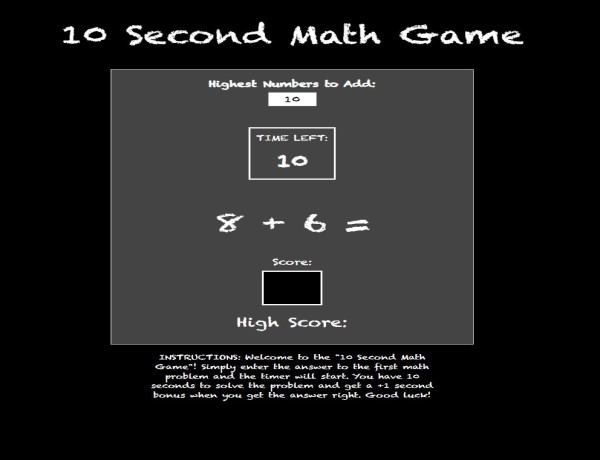 10 Second Math Game
Highest Numbers to Add:
10
TIME LEFT:
10
8 + 6 =
Score:
High Score:
INSTRUCTIONS: Welcome to the "10 Second Math
Game"! Simply enter the answer to the first math
problem and the timer will start. You have 10
seconds to solve the problem and get a +1 second
bonus when you get the answer right. Good luck!